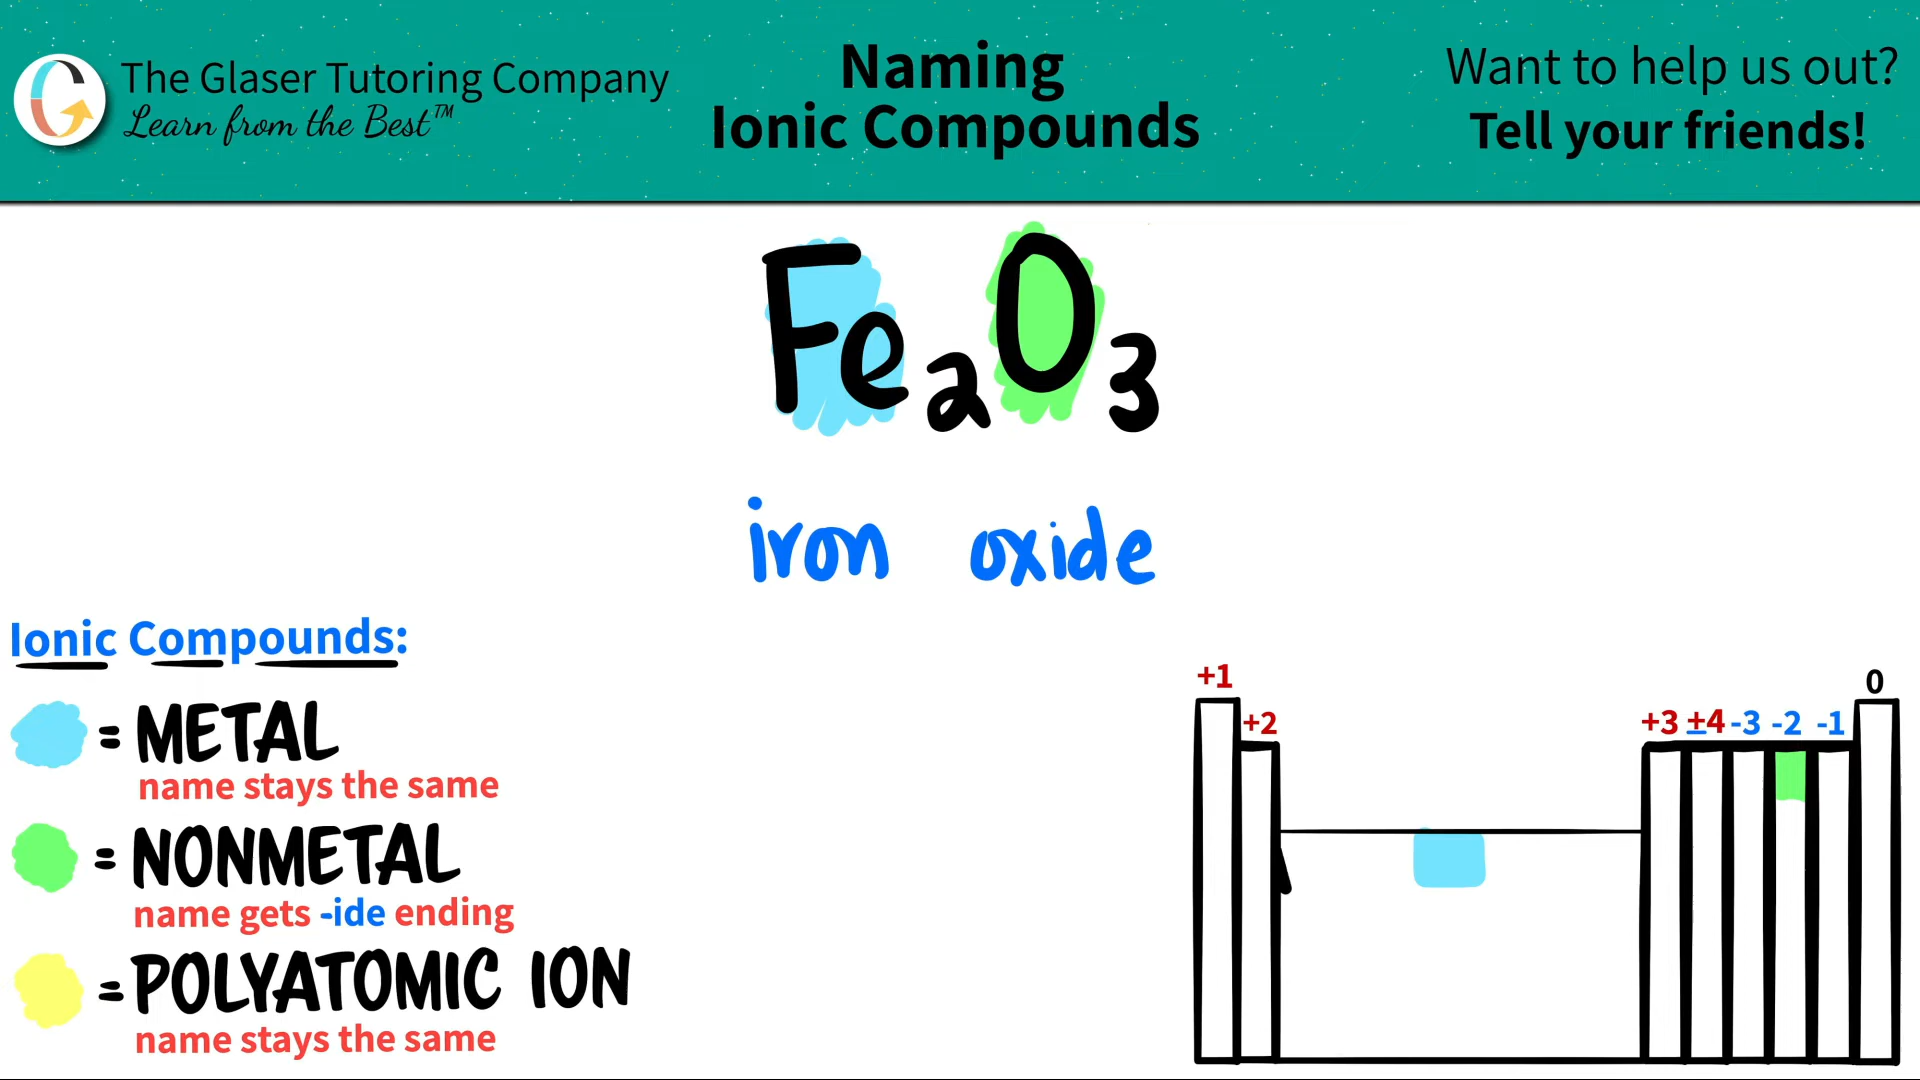 The Glaser Tutoring Company
Learn from the Best™
Naming
Ionic Compounds
Want to help us out?
Tell your friends!
Fe₂O₃
iron oxide
Ionic Compounds:
= METAL
name stays the same
= NONMETAL
name gets -ide ending
= POLYATOMIC ION
name stays the same
+1
0
+2
+3 ±4 -3 -2 -1